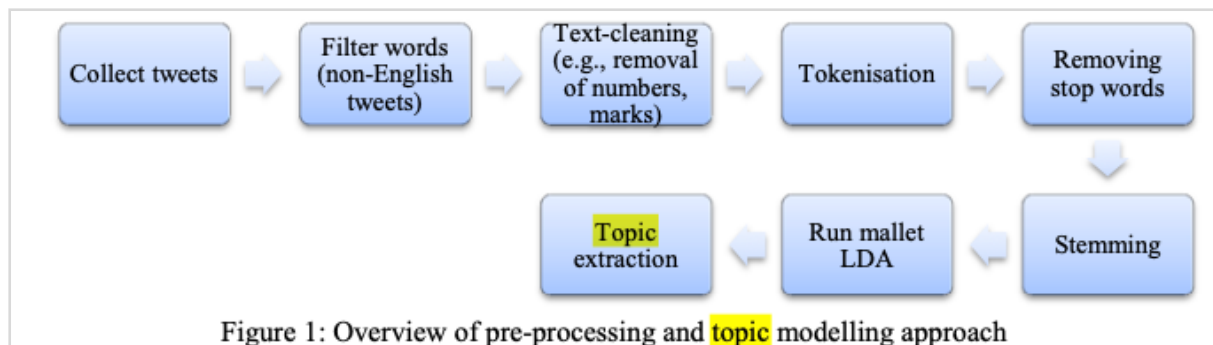 Collect tweets
Filter words
(non-English
tweets)
Text-cleaning
(e.g., removal
of numbers,
marks)
Tokenisation
Removing
stop words
Stemming
Run mallet
LDA
Topic
extraction
Figure 1: Overview of pre-processing and topic modelling approach